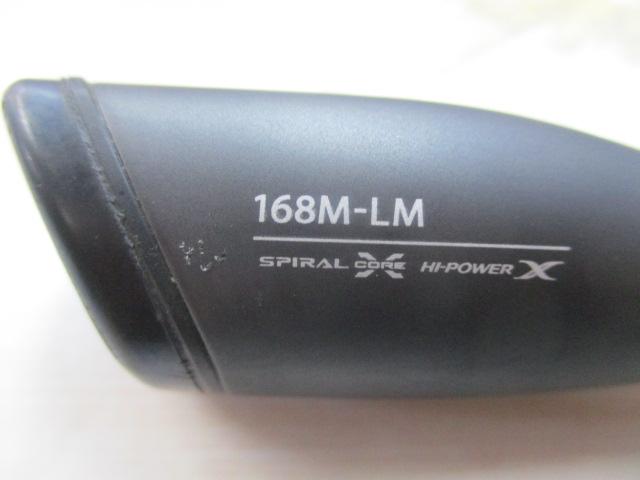 168M-LM
SPIRAL X CORE HI-POWER X